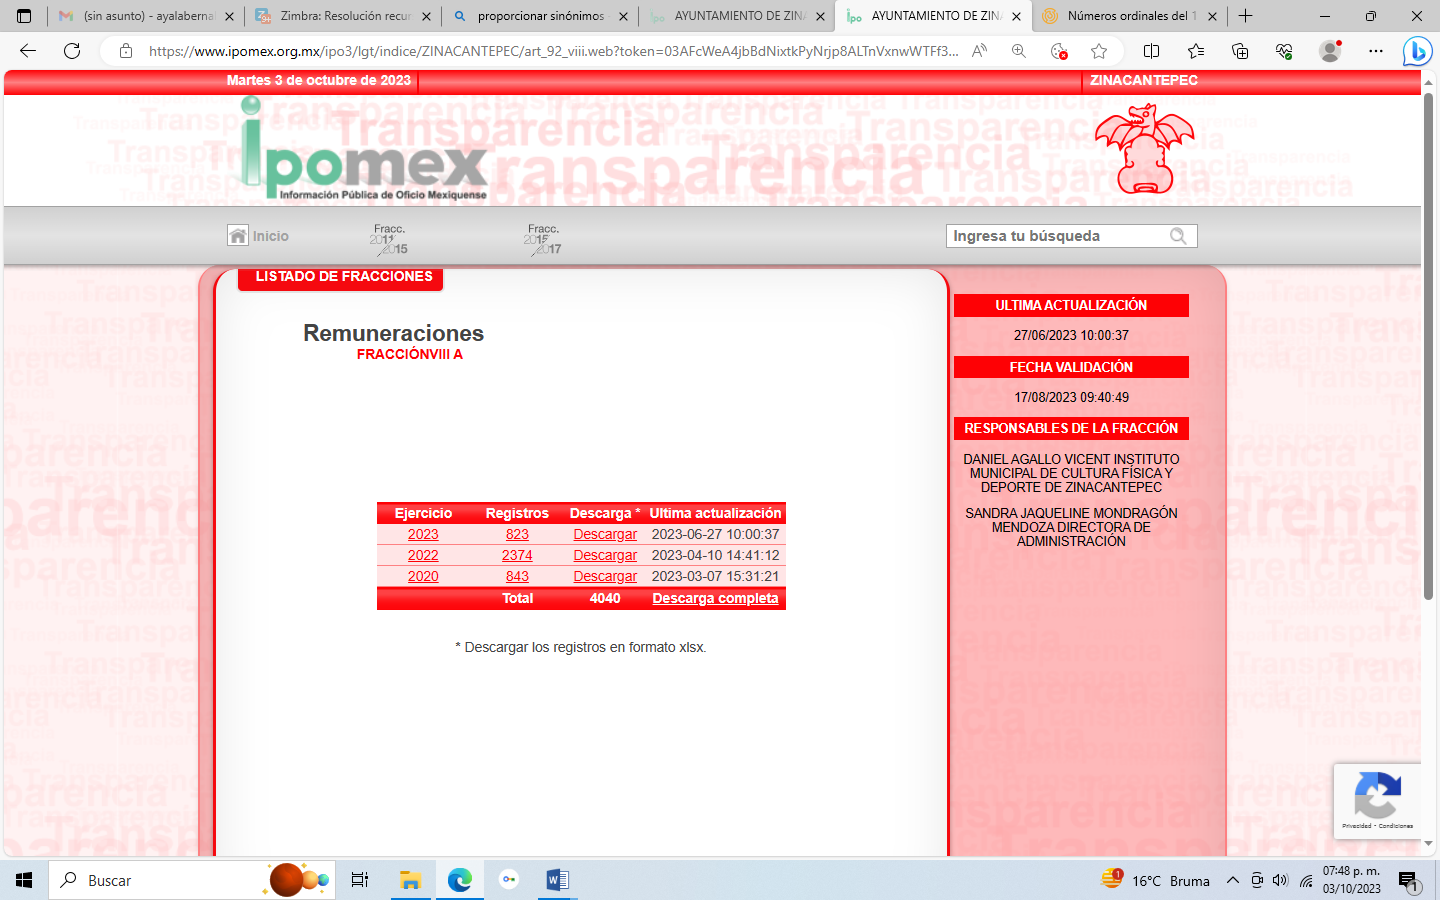 (sin asunto) - ayalabernal
Zimbra: Resolución recur
proporcionar sinónimos -
AYUNTAMIENTO DE ZINA
AYUNTAMIENTO DE ZINA
Números ordinales del 1
https://www.ipomex.org.mx/ipo3/lgt/indice/ZINACANTEPEC/art_92_viii.web?token=03AFcWeA4jpBdNixtkPyNrjp8ALTnVxnwWTFf3...
Martes 3 de octubre de 2023
ZINACANTEPEC
ipomex
Información Pública de Oficio Mexiquense
Transparencia
Inicio
Fracc.
2011
2015
Fracc.
2015
2017
Ingresa tu búsqueda
LISTADO DE FRACCIONES
Remuneraciones
FRACCIÓNVIII A
Ejercicio Registros Descarga * Ultima actualización
2023 823 Descargar 2023-06-27 10:00:37
2022 2374 Descargar 2023-04-10 14:41:12
2020 843 Descargar 2023-03-07 15:31:21
Total 4040 Descarga completa
* Descargar los registros en formato xlsx.
ULTIMA ACTUALIZACIÓN
27/06/2023 10:00:37
FECHA VALIDACIÓN
17/08/2023 09:40:49
RESPONSABLES DE LA FRACCIÓN
DANIEL AGALLO VICENT INSTITUTO
MUNICIPAL DE CULTURA FÍSICA Y
DEPORTE DE ZINACANTEPEC
SANDRA JAQUELINE MONDRAGÓN
MENDOZA DIRECTORA DE
ADMINISTRACIÓN
Privacidad - Condiciones
Buscar
1
16°C Bruma
07:48 p. m.
03/10/2023
1